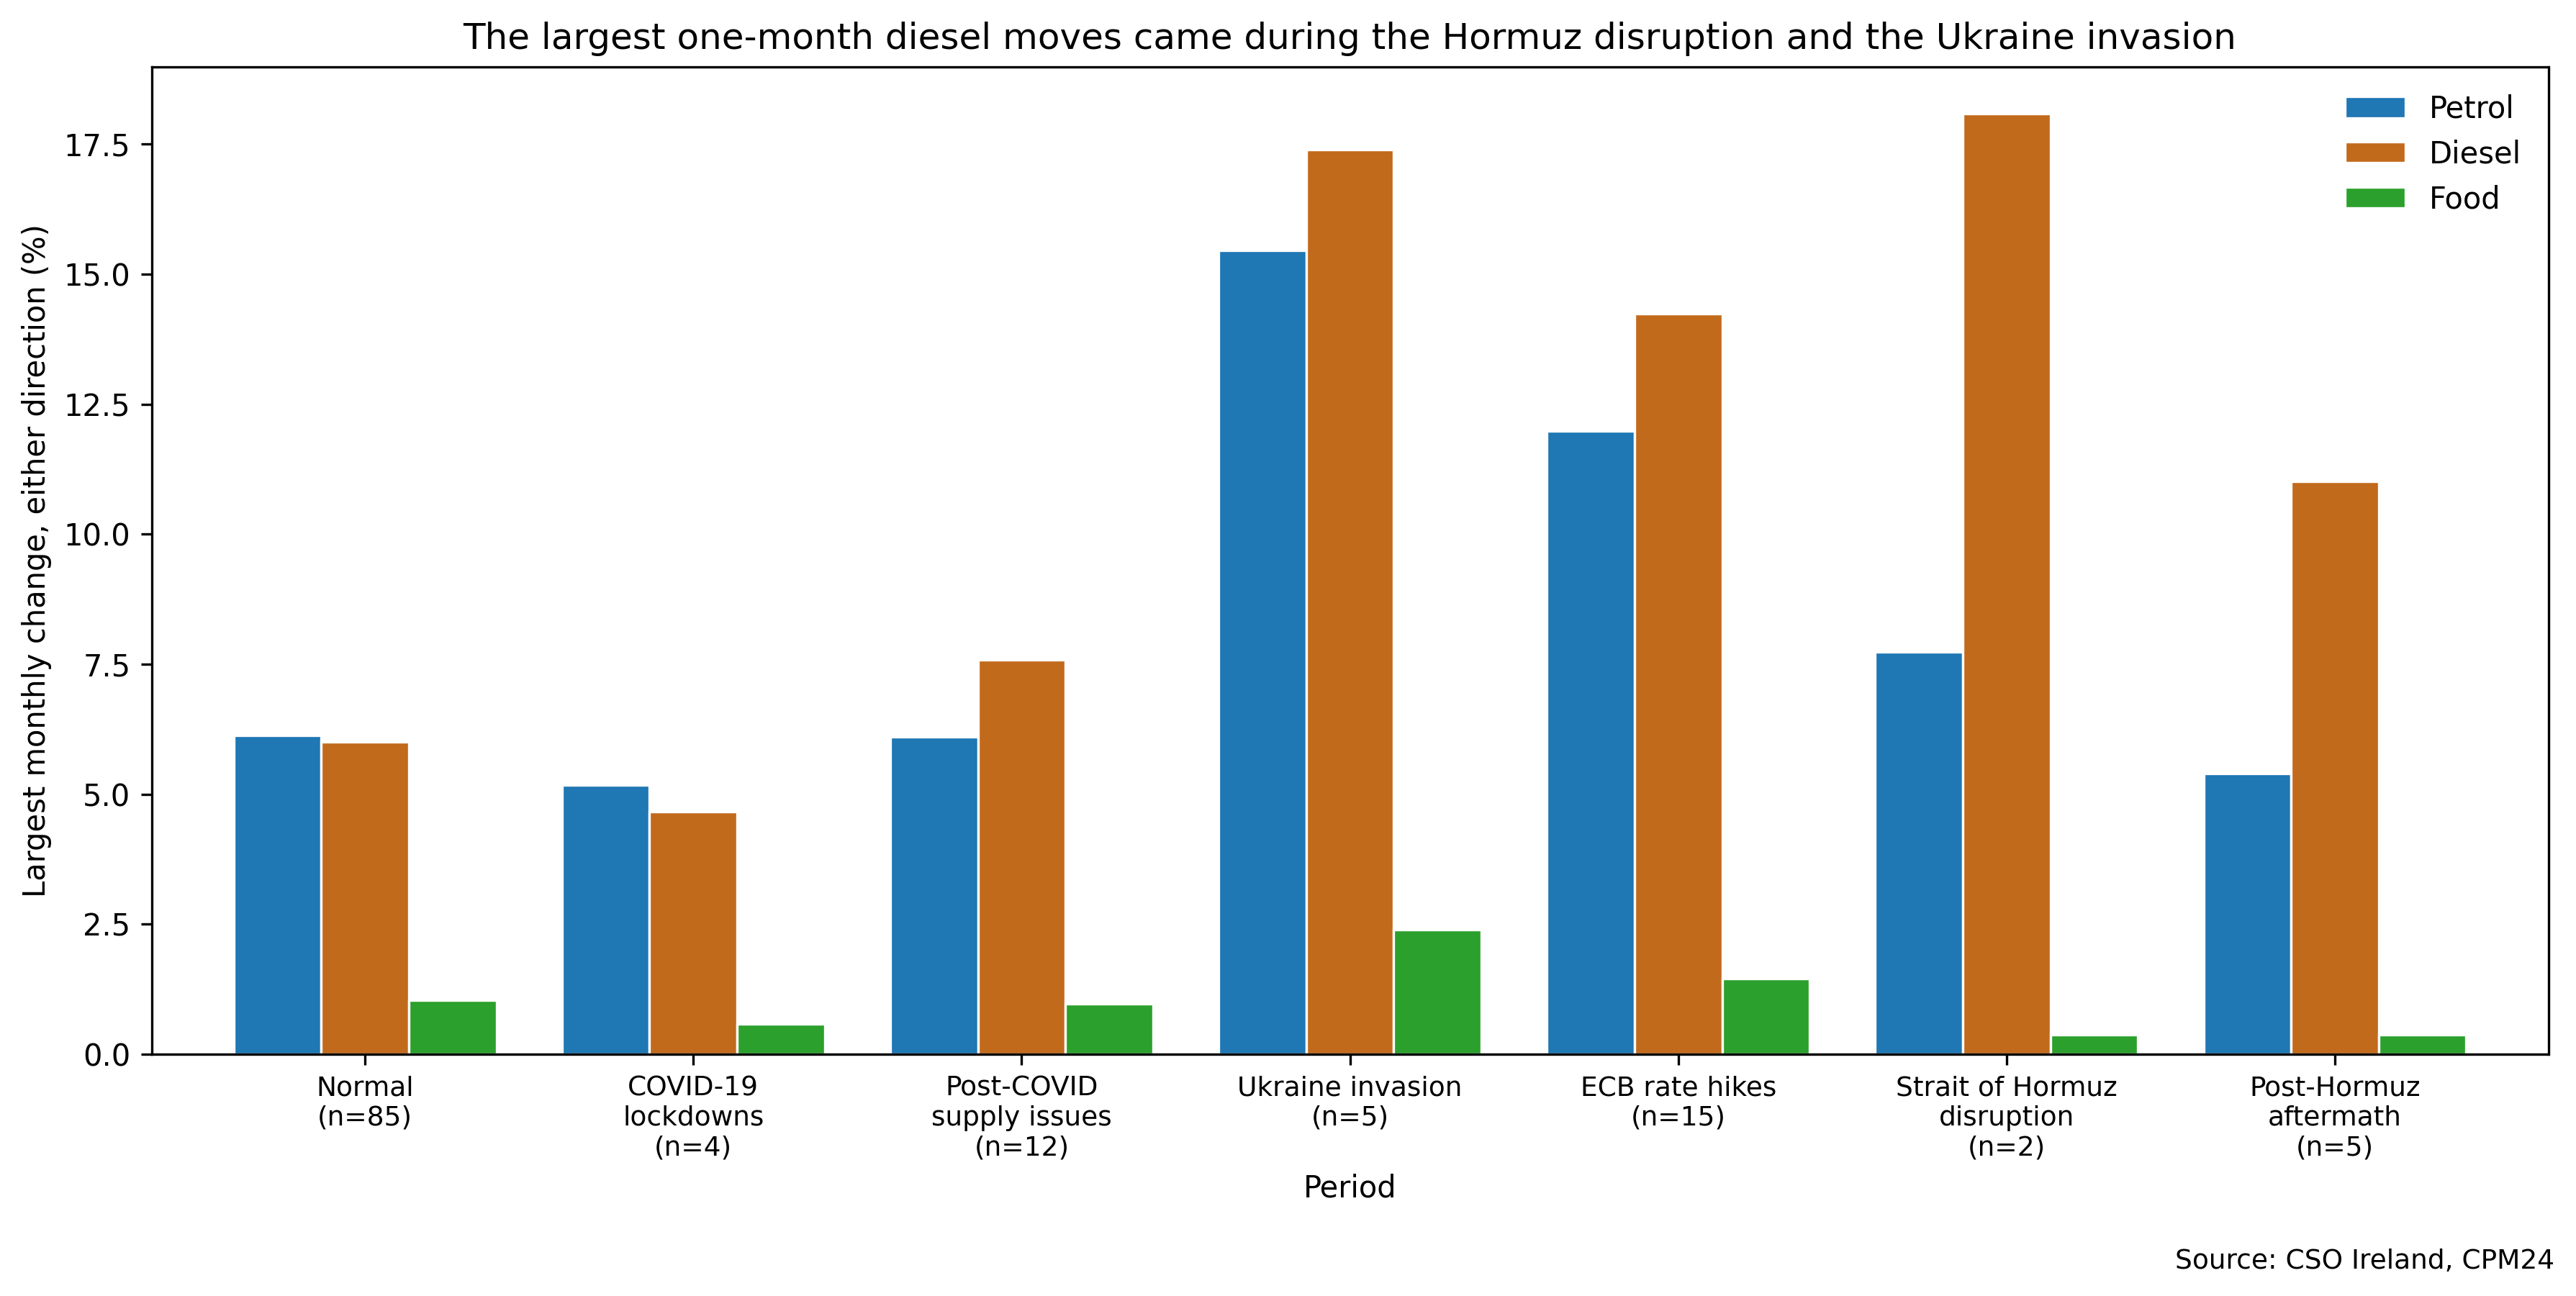 The largest one-month diesel moves came during the Hormuz disruption and the Ukraine invasion
Largest monthly change, either direction (%)
17.5
15.0
12.5
10.0
7.5
5.0
2.5
0.0
Petrol
Diesel
Food
Normal
(n=85)
COVID-19
lockdowns
(n=4)
Post-COVID
supply issues
(n=12)
Ukraine invasion
(n=5)
ECB rate hikes
(n=15)
Strait of Hormuz
disruption
(n=2)
Post-Hormuz
aftermath
(n=5)
Period
Source: CSO Ireland, CPM24